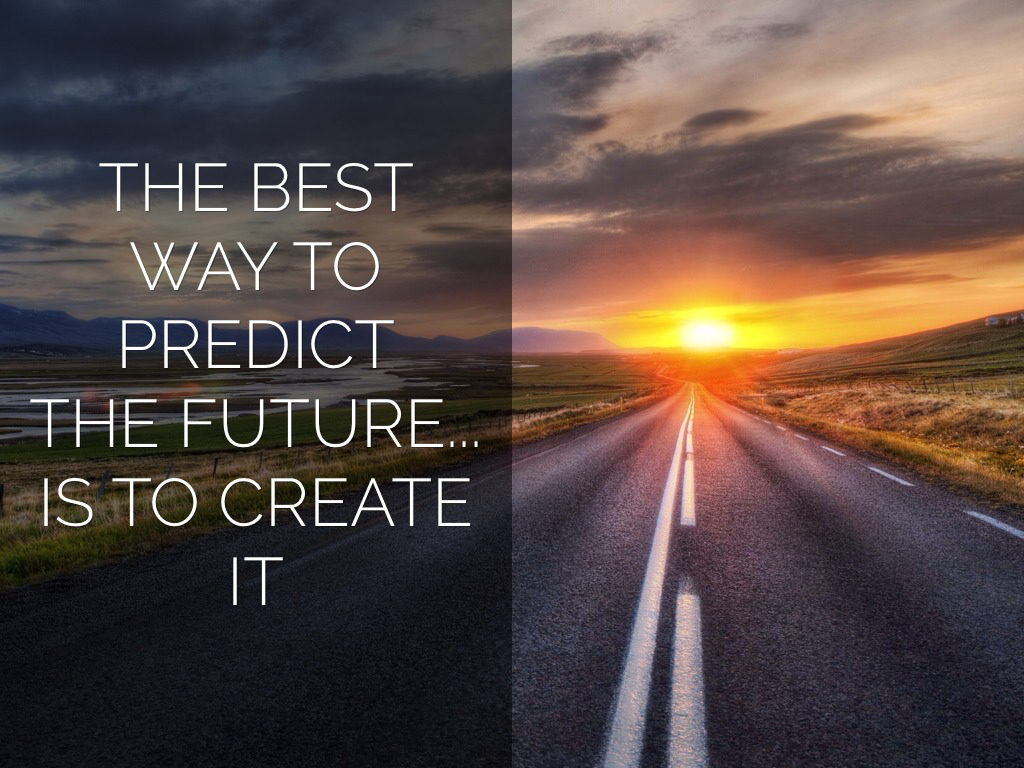 THE BEST
WAY TO
PREDICT
THE FUTURE...
IS TO CREATE
IT